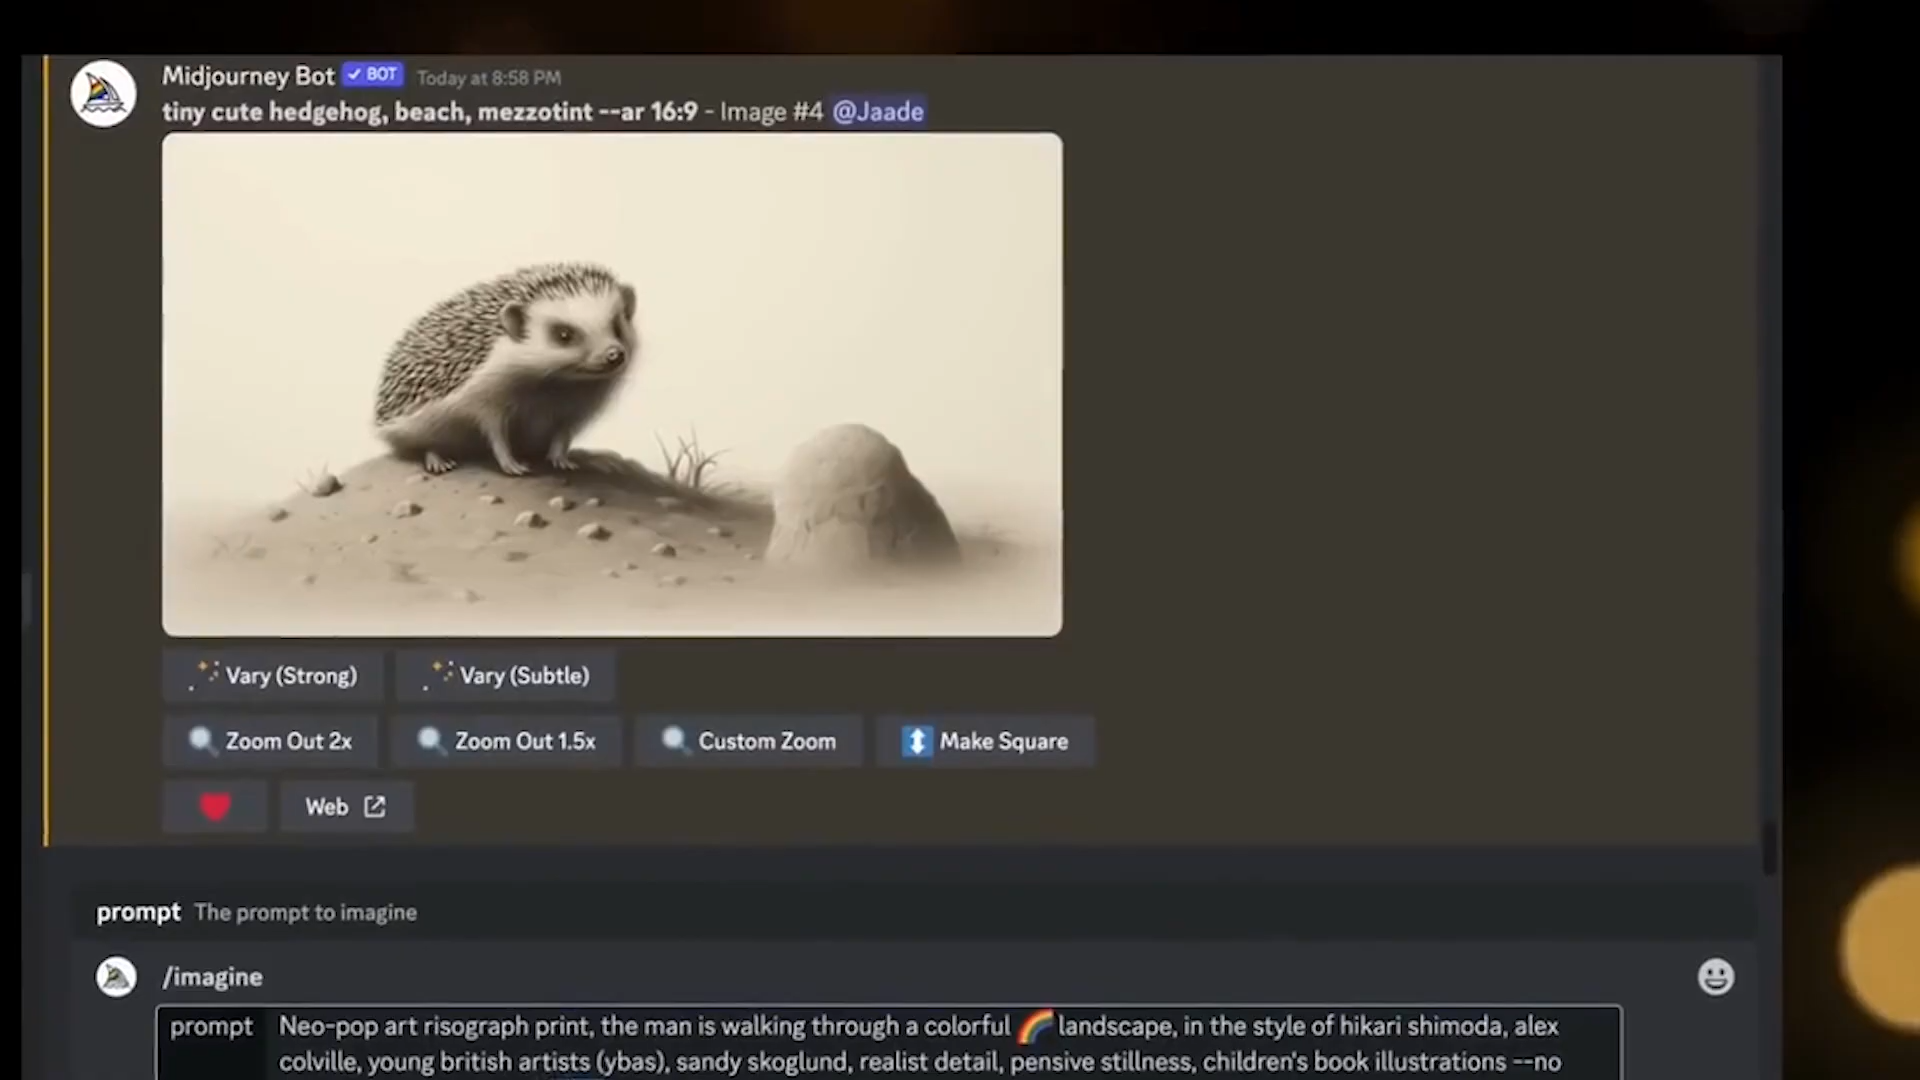 Midjourney Bot ✓ BOT Today at 8:58 PM
tiny cute hedgehog, beach, mezzotint --ar 16:9 - Image #4 @Jaade
Vary (Strong) Vary (Subtle)
Zoom Out 2x Zoom Out 1.5x Custom Zoom Make Square
Web
prompt The prompt to imagine
/imagine
prompt Neo-pop art risograph print, the man is walking through a colorful 🌈 landscape, in the style of hikari shimoda, alex
colville, young british artists (ybas), sandy skoglund, realist detail, pensive stillness, children's book illustrations --no